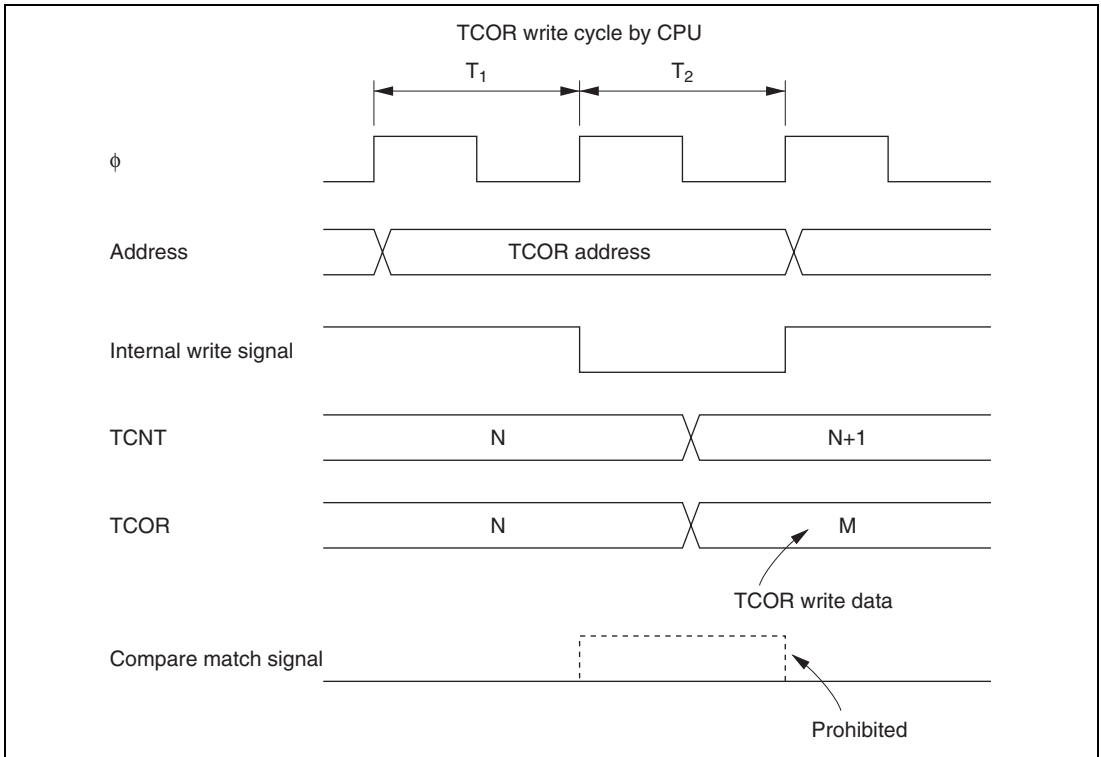 TCOR write cycle by CPU
T₁ T₂
ϕ
Address TCOR address
Internal write signal
TCNT N N+1
TCOR N M
TCOR write data
Compare match signal
Prohibited